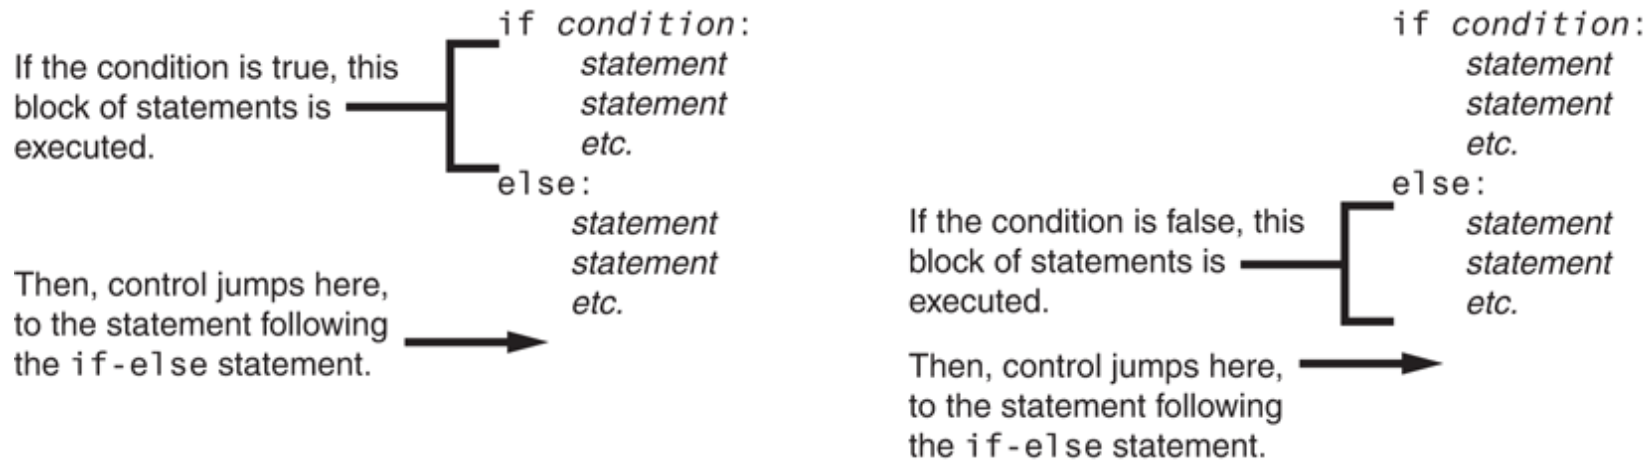 if condition:
If the condition is true, this
statement
block of statements is
statement
executed.
etc.
else:
statement
statement
etc.
Then, control jumps here,
to the statement following
the if-else statement.
if condition:
statement
statement
etc.
else:
If the condition is false, this
statement
block of statements is
statement
executed.
etc.
Then, control jumps here,
to the statement following
the if-else statement.